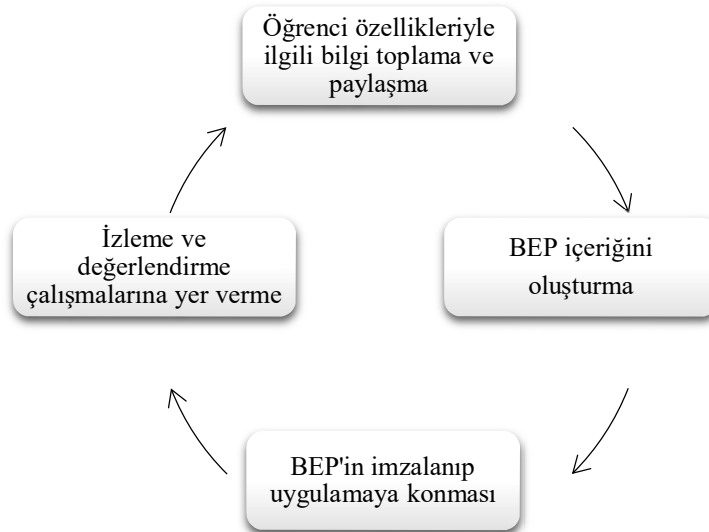 Öğrenci özellikleriyle
ilgili bilgi toplama ve
paylaşma
BEP içeriğini
oluşturma
BEP'in imzalanıp
uygulamaya konması
İzleme ve
değerlendirme
çalışmalarına yer verme